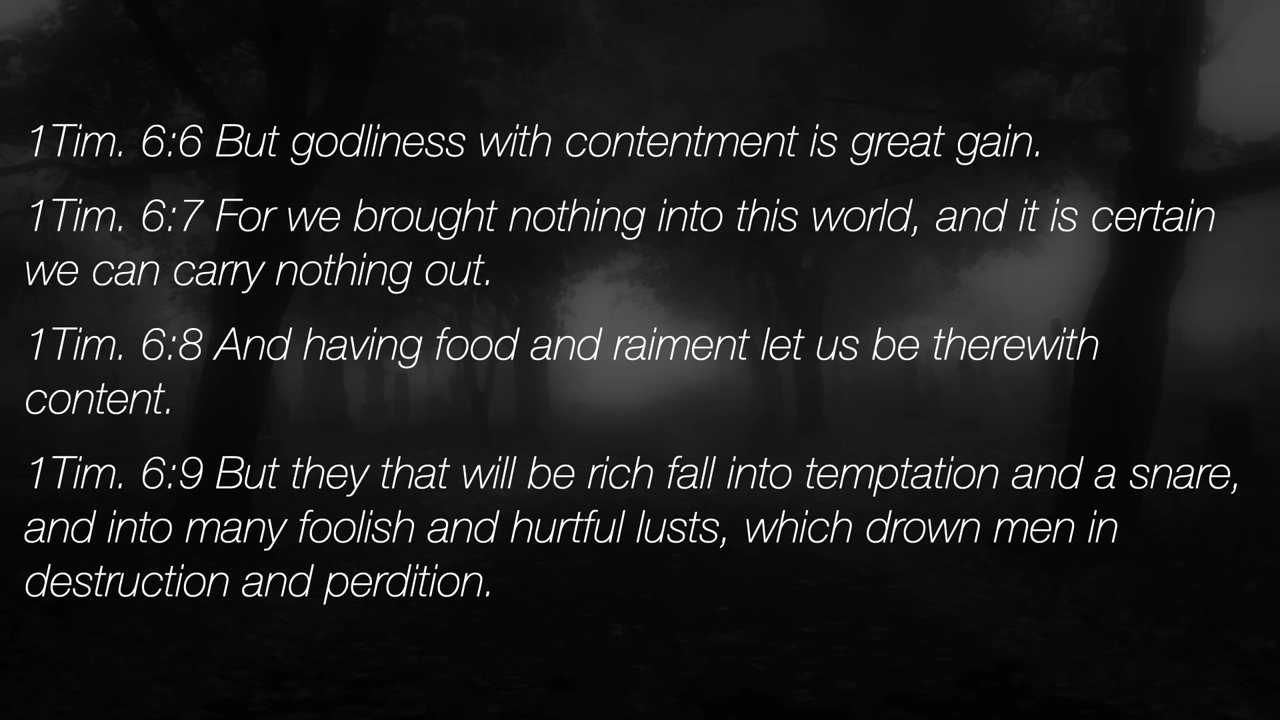 1Tim. 6:6 But godliness with contentment is great gain.
1Tim. 6:7 For we brought nothing into this world, and it is certain
we can carry nothing out.
1Tim. 6:8 And having food and raiment let us be therewith
content.
1Tim. 6:9 But they that will be rich fall into temptation and a snare,
and into many foolish and hurtful lusts, which drown men in
destruction and perdition.